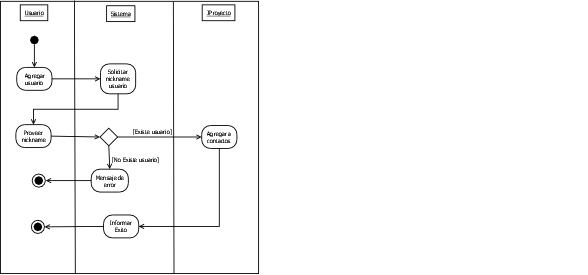 Usuario
Sistema
JProyecto
Agregar
usuario
Solicitar
nickname
usuario
Proveer
nickname
[Existe usuario]
Agregar a
contactos
[No Existe usuario]
Mensaje de
error
Informar
Exito